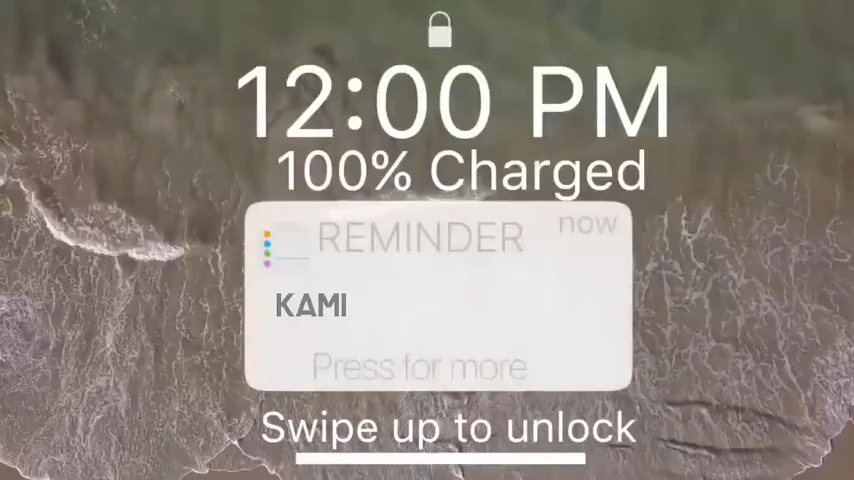 12:00 PM
100% Charged
REMINDER
now
KAMI
Press for more
Swipe up to unlock